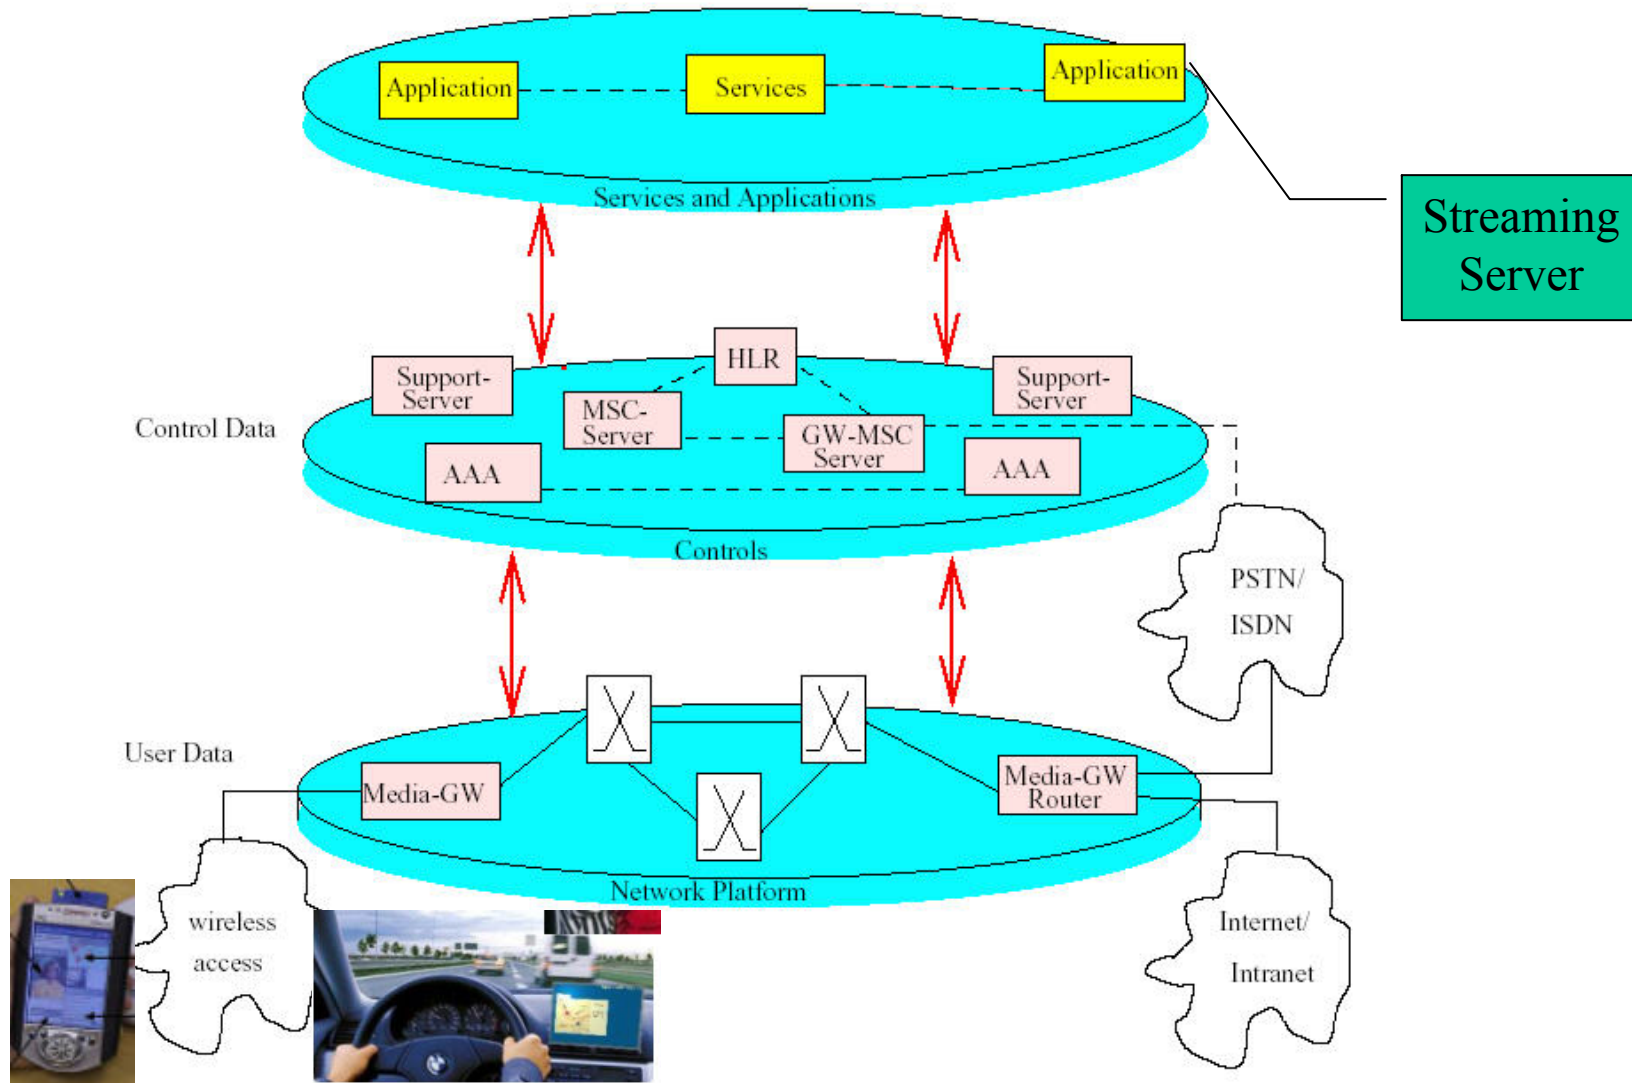 Application
Services
Application
Services and Applications
Streaming
Server
HLR
Support-
Server
Support-
Server
MSC-
Server
GW-MSC
Server
Control Data
AAA
AAA
Controls
PSTN/
ISDN
User Data
Media-GW
Media-GW
Router
Network Platform
wireless
access
Internet/
Intranet